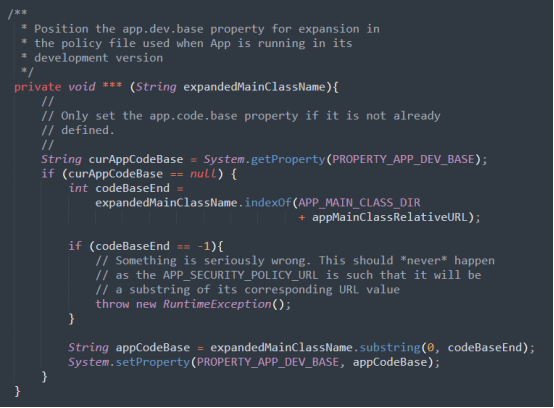 /**
 * Position the app.dev.base property for expansion in
 * the policy file used when App is running in its
 * development version
 */
private void *** (String expandedMainClassName){
    //
    // Only set the app.code.base property if it is not already
    // defined.
    //
    String curAppCodeBase = System.getProperty(PROPERTY_APP_DEV_BASE);
    if (curAppCodeBase == null) {
        int codeBaseEnd =
            expandedMainClassName.indexOf(APP_MAIN_CLASS_DIR
                                          + appMainClassRelativeURL);

        if (codeBaseEnd == -1){
            // Something is seriously wrong. This should *never* happen
            // as the APP_SECURITY_POLICY_URL is such that it will be
            // a substring of its corresponding URL value
            throw new RuntimeException();
        }

        String appCodeBase = expandedMainClassName.substring(0, codeBaseEnd);
        System.setProperty(PROPERTY_APP_DEV_BASE, appCodeBase);
    }
}